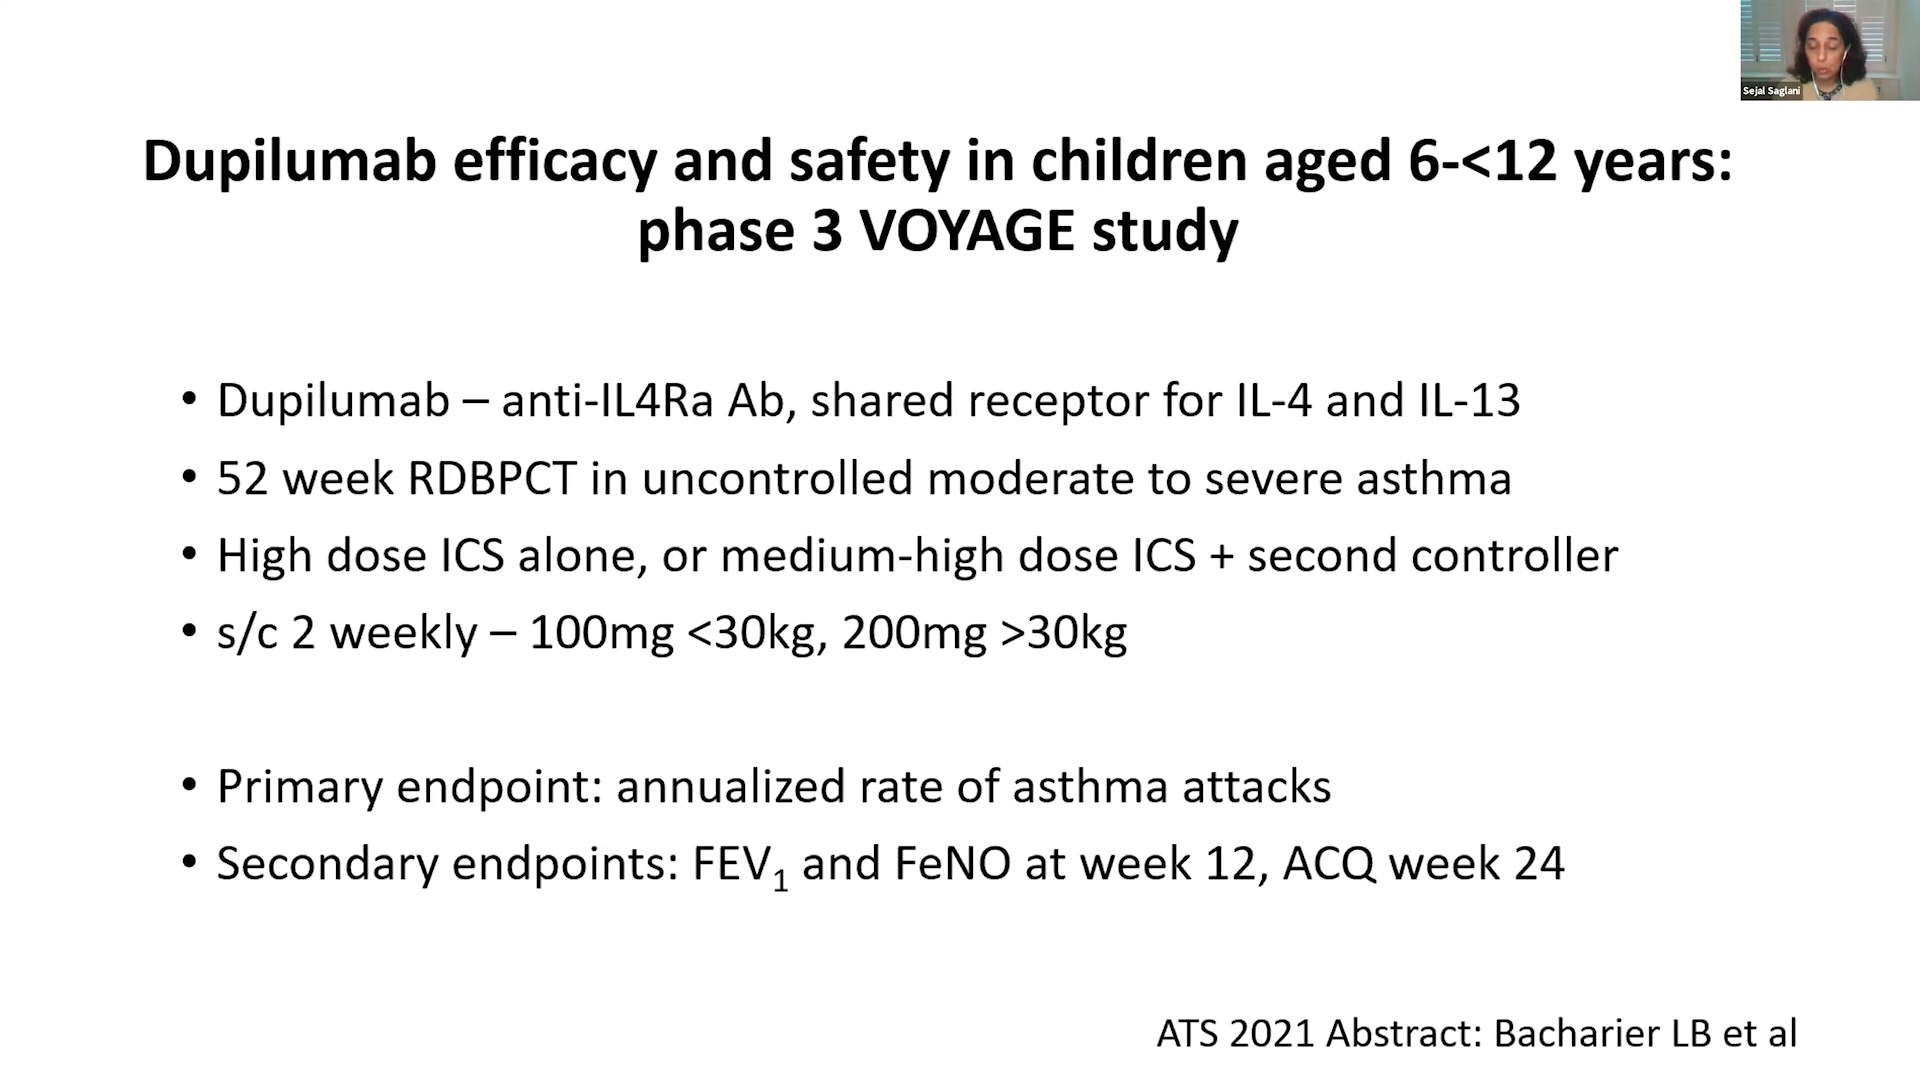 Sejal Saglani
Dupilumab efficacy and safety in children aged 6-<12 years:
phase 3 VOYAGE study
• Dupilumab – anti-IL4Ra Ab, shared receptor for IL-4 and IL-13
• 52 week RDBPCT in uncontrolled moderate to severe asthma
• High dose ICS alone, or medium-high dose ICS + second controller
• s/c 2 weekly – 100mg <30kg, 200mg >30kg
• Primary endpoint: annualized rate of asthma attacks
• Secondary endpoints: FEV₁ and FeNO at week 12, ACQ week 24
ATS 2021 Abstract: Bacharier LB et al